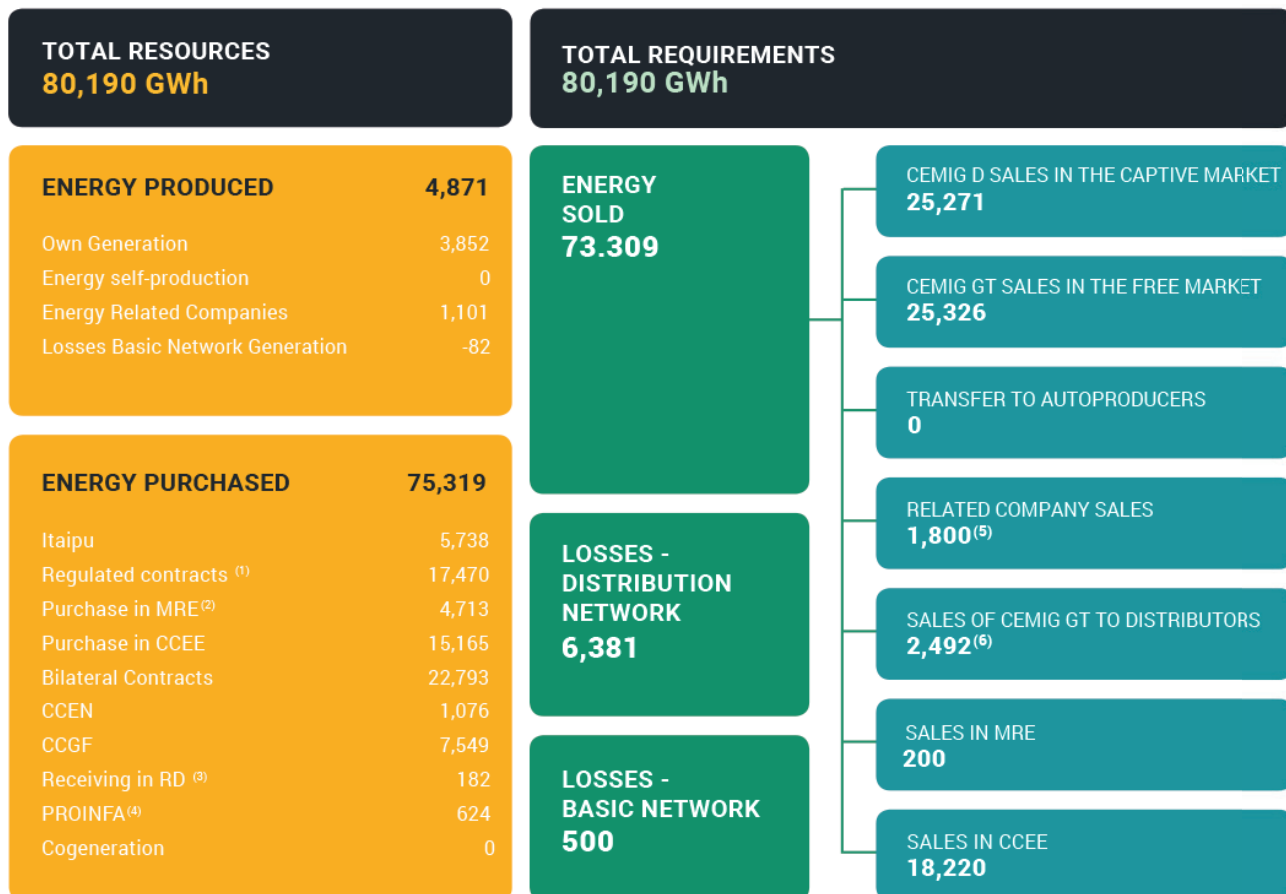 TOTAL RESOURCES
80,190 GWh
TOTAL REQUIREMENTS
80,190 GWh
ENERGY PRODUCED 4,871
Own Generation 3,852
Energy self-production 0
Energy Related Companies 1,101
Losses Basic Network Generation -82
ENERGY PURCHASED 75,319
Itaipu 5,738
Regulated contracts (1) 17,470
Purchase in MRE(2) 4,713
Purchase in CCEE 15,165
Bilateral Contracts 22,793
CCEN 1,076
CCGF 7,549
Receiving in RD (3) 182
PROINFA(4) 624
Cogeneration 0
ENERGY
SOLD
73.309
LOSSES -
DISTRIBUTION
NETWORK
6,381
LOSSES -
BASIC NETWORK
500
CEMIG D SALES IN THE CAPTIVE MARKET
25,271
CEMIG GT SALES IN THE FREE MARKET
25,326
TRANSFER TO AUTOPRODUCERS
0
RELATED COMPANY SALES
1,800(5)
SALES OF CEMIG GT TO DISTRIBUTORS
2,492(6)
SALES IN MRE
200
SALES IN CCEE
18,220